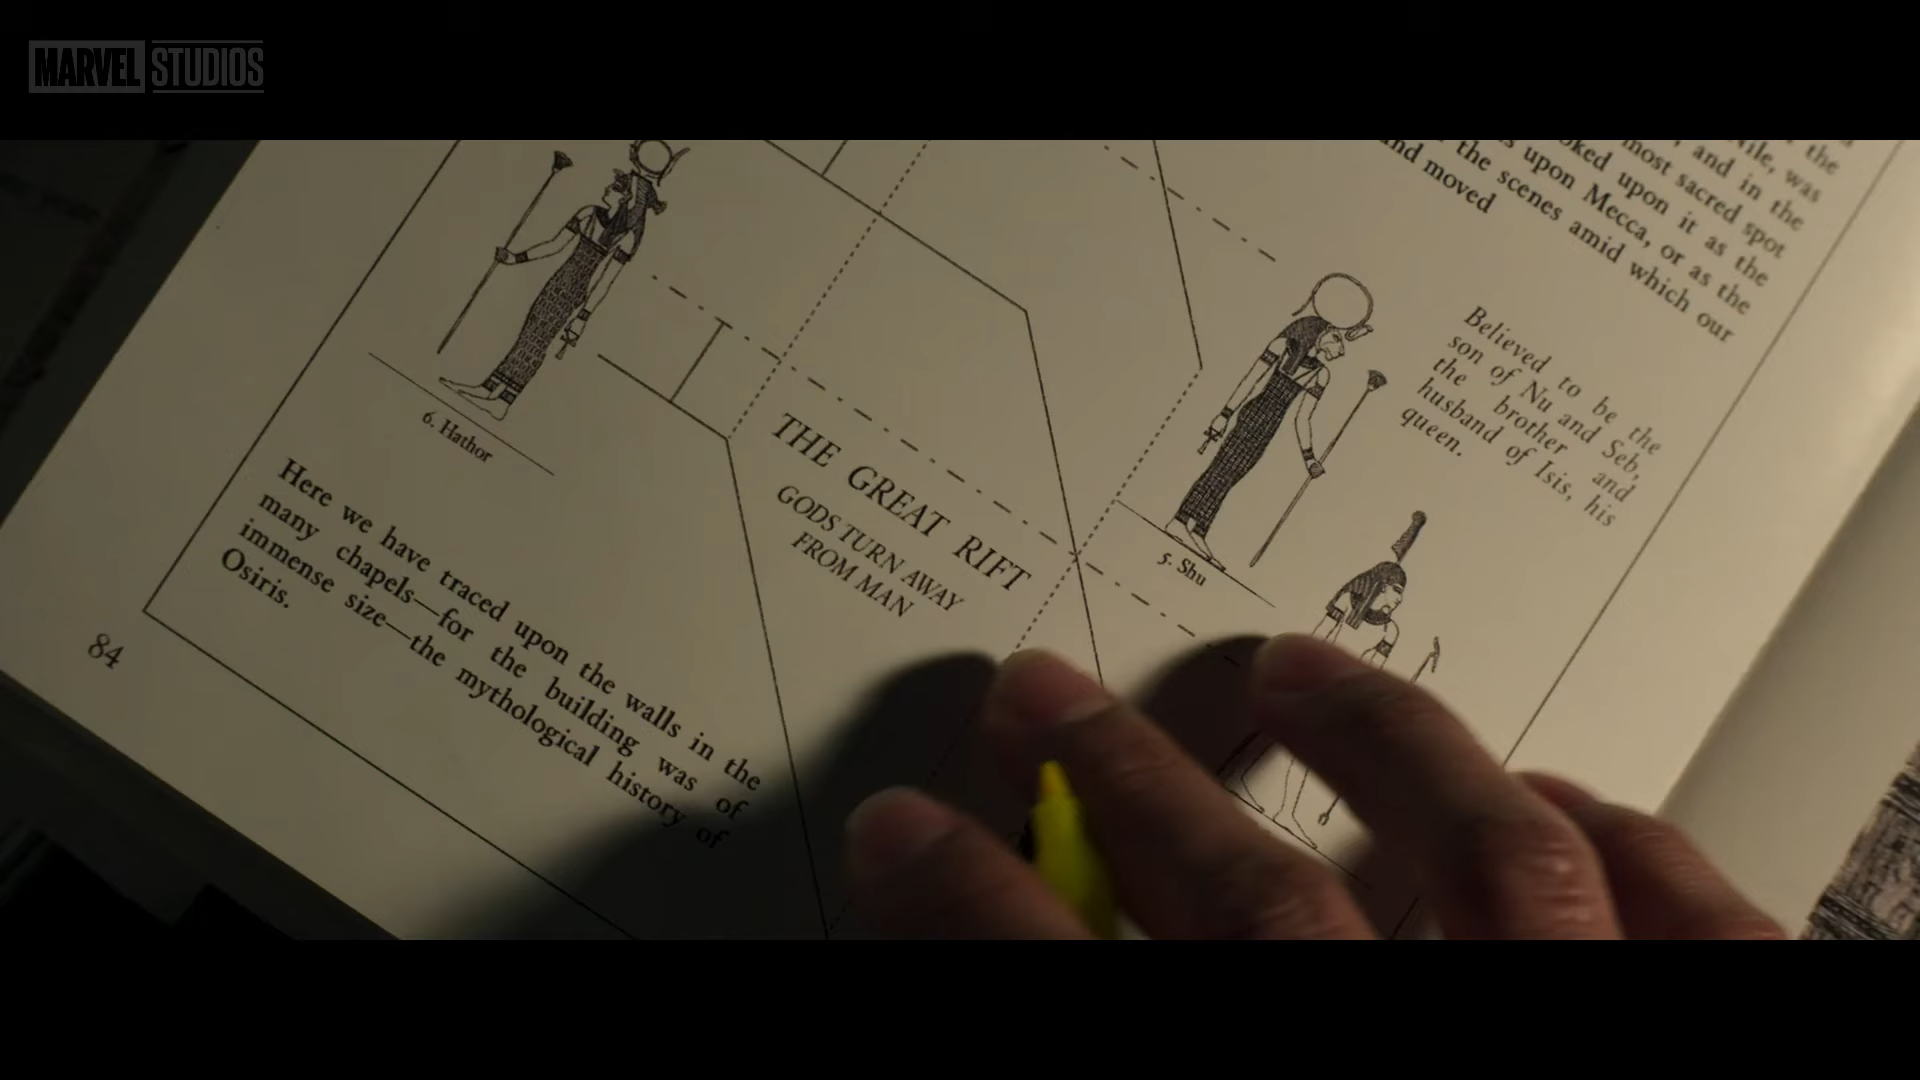 MARVEL STUDIOS
the
Nile, was
, and in the
most sacred spot
oked upon it as the
s upon Mecca, or as the
the scenes amid which our
nd moved
6. Hathor
Here we have traced upon the walls in the
many chapels—for the building was of
immense size—the mythological history of
Osiris.
84
THE GREAT RIFT
GODS TURN AWAY
FROM MAN
5. Shu
Believed to be the
son of Nu and Seb,
the brother and
husband of Isis, his
queen.